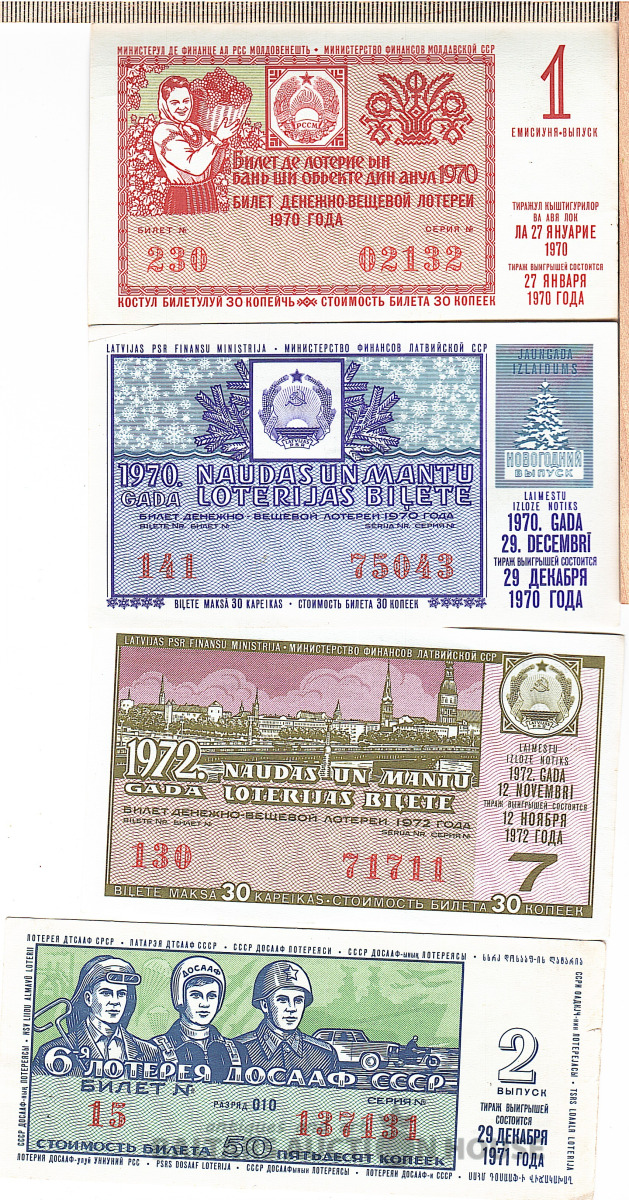 МИНИСТЕРУЛ ДЕ ФИНАНЦЕ АЛ РСС МОЛДОВЕНЕШТЬ • МИНИСТЕРСТВО ФИНАНСОВ МОЛДАВСКОЙ ССР
РССМ
1
ЕМИСИУНЯ-ВЫПУСК
БИЛЕТ ДЕ ЛОТЕРИЕ ЫН
БАНЬ ШИ ОБЬЕКТЕ ДИН АНУЛ 1970
БИЛЕТ ДЕНЕЖНО-ВЕЩЕВОЙ ЛОТЕРЕИ
1970 ГОДА
БИЛЕТ № СЕРИЯ №
230 02132
КОСТУЛ БИЛЕТУЛУЙ 30 КОПЕЙЧЬ СТОИМОСТЬ БИЛЕТА 30 КОПЕЕК
ТИРАЖУЛ КЫШТИГУРИЛОР
ВА АВЯ ЛОК
ЛА 27 ЯНУАРИЕ
1970
ТИРАЖ ВЫИГРЫШЕЙ СОСТОИТСЯ
27 ЯНВАРЯ
1970 ГОДА
LATVIJAS PSR FINANSU MINISTRIJA • МИНИСТЕРСТВО ФИНАНСОВ ЛАТВИЙСКОЙ ССР
JAUNGADA
IZLAIDUMS
НОВОГОДНИЙ
ВЫПУСК
1970. GADA
NAUDAS UN MANTU
LOTERIJAS BIĻETE
БИЛЕТ ДЕНЕЖНО-ВЕЩЕВОЙ ЛОТЕРЕИ 1970 ГОДА
BIĻETE NR. БИЛЕТ № SĒRIJA NR. СЕРИЯ №
141 75043
BIĻETE MAKSĀ 30 KAPEIKAS • СТОИМОСТЬ БИЛЕТА 30 КОПЕЕК
LAIMESTU
IZLOZE NOTIKS
1970. GADA
29. DECEMBRĪ
ТИРАЖ ВЫИГРЫШЕЙ СОСТОИТСЯ
29 ДЕКАБРЯ
1970 ГОДА
LATVIJAS PSR FINANSU MINISTRIJA • МИНИСТЕРСТВО ФИНАНСОВ ЛАТВИЙСКОЙ ССР
1972. GADA
NAUDAS UN MANTU
LOTERIJAS BIĻETE
БИЛЕТ ДЕНЕЖНО-ВЕЩЕВОЙ ЛОТЕРЕИ 1972 ГОДА
BIĻETE NR. БИЛЕТ № SĒRIJA NR. СЕРИЯ №
130 71711
BIĻETE MAKSĀ 30 KAPEIKAS • СТОИМОСТЬ БИЛЕТА 30 КОПЕЕК
LAIMESTU
IZLOZE NOTIKS
1972. GADA
12 NOVEMBRĪ
ТИРАЖ ВЫИГРЫШЕЙ СОСТОИТСЯ
12 НОЯБРЯ
1972 ГОДА
7
ЛОТЕРЕЯ ДТСААФ СРСР • ЛАТАРЭЯ ДТСААФ СССР • СССР ДОСААФ ЛОТЕРЕЯСИ • СССР ДОСААФ-ының ЛОТЕРЕЯСЫ
ДОСААФ
6я ЛОТЕРЕЯ ДОСААФ СССР
БИЛЕТ № СЕРИЯ №
РАЗРЯД 010
15 137131
СТОИМОСТЬ БИЛЕТА 50 ПЯТЬДЕСЯТ КОПЕЕК
2
ВЫПУСК
ТИРАЖ ВЫИГРЫШЕЙ СОСТОИТСЯ
29 ДЕКАБРЯ
1971 ГОДА
TSRS LDAALR LOTERIJA
PSRS DOSAAF LOTERIJA
AUCTION HOUSE